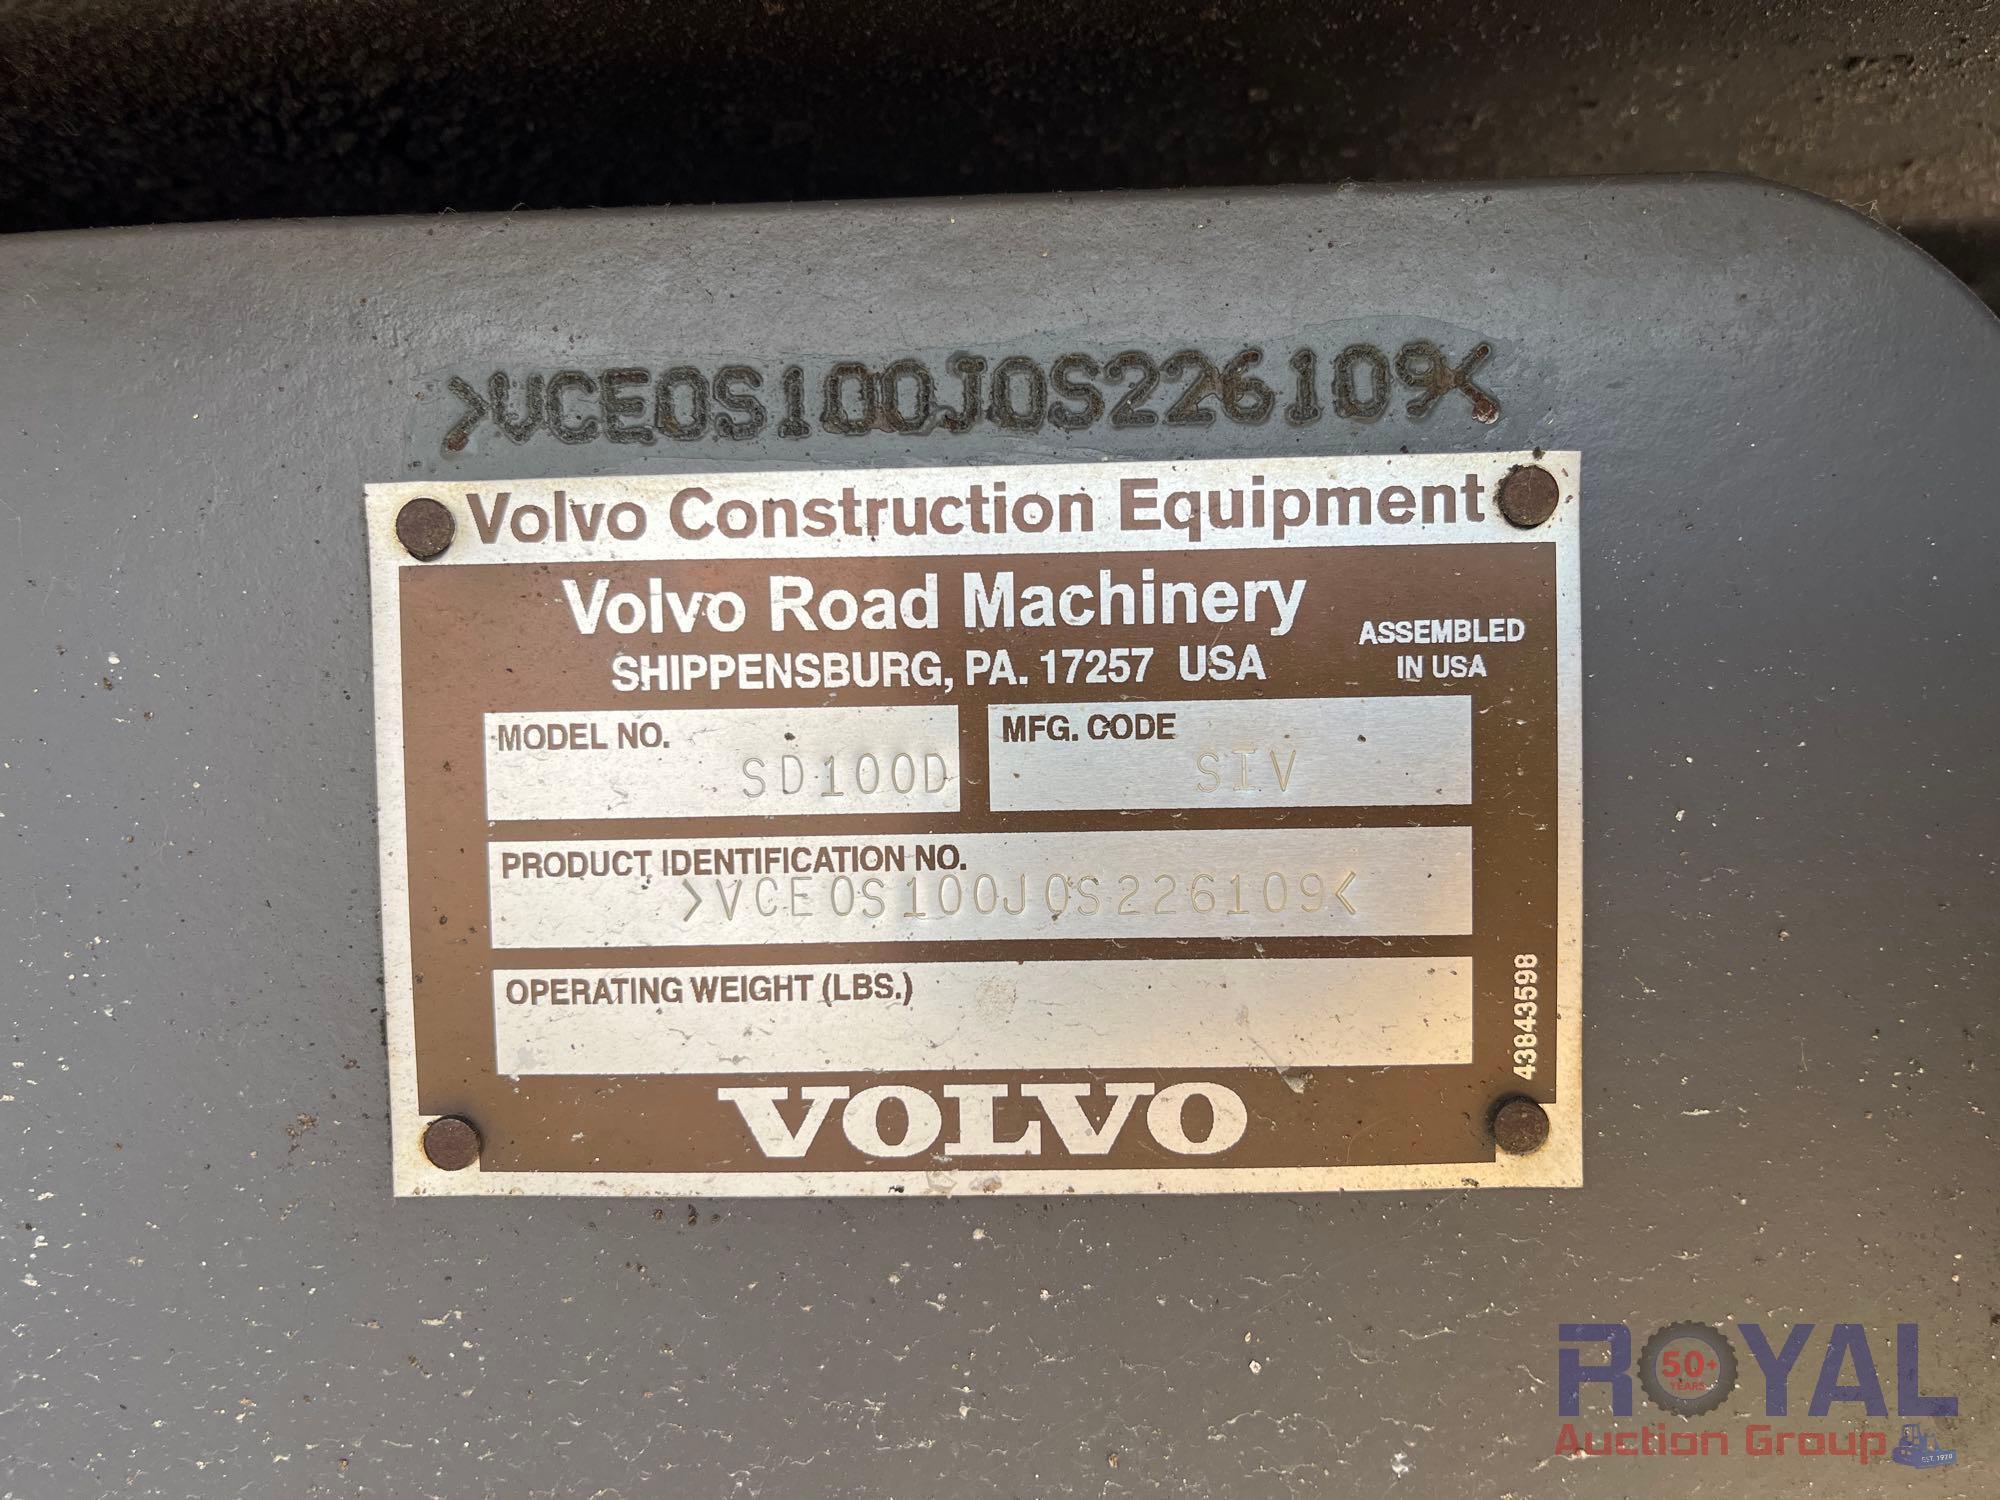 >VCE0S100J0S226109<
Volvo Construction Equipment
Volvo Road Machinery
SHIPPENSBURG, PA. 17257 USA
ASSEMBLED
IN USA
MODEL NO.
SD100D
MFG. CODE
SIV
PRODUCT IDENTIFICATION NO.
>VCE0S100J0S226109<
OPERATING WEIGHT (LBS.)
43843598
VOLVO
ROYAL
50+
YEARS
Auction Group
EST. 1970